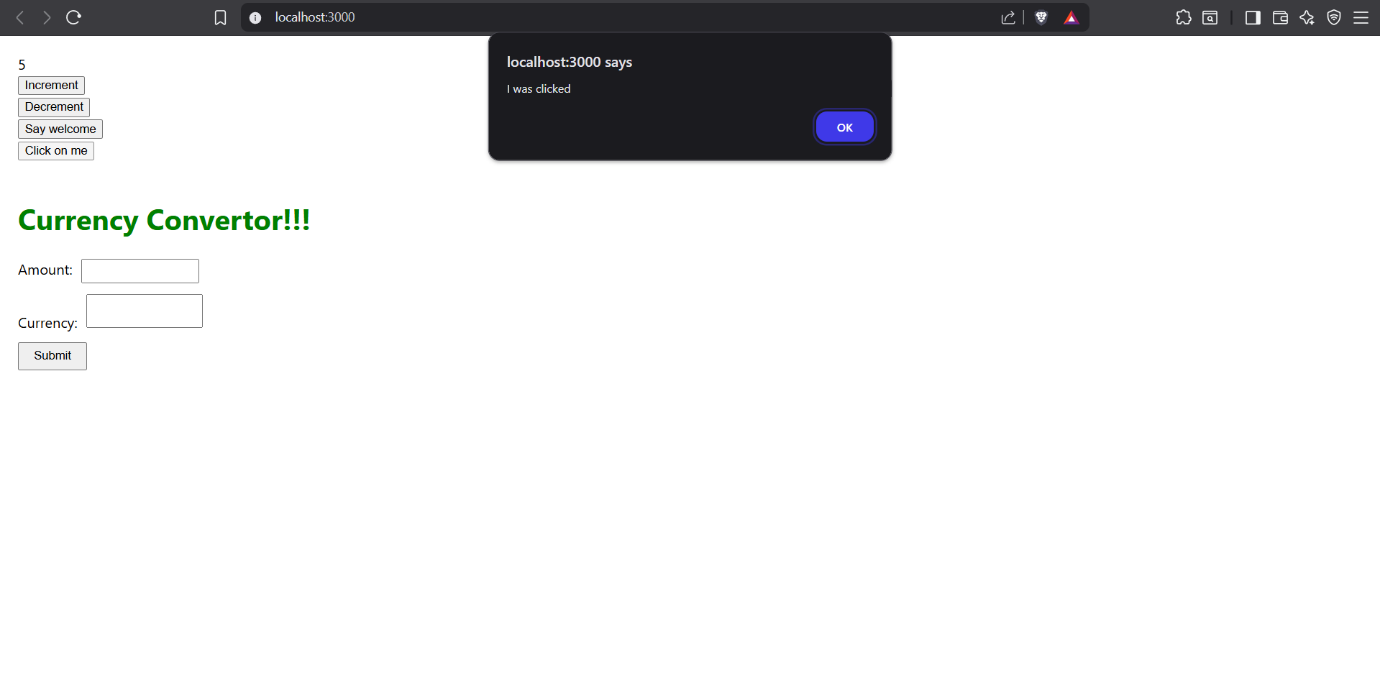 localhost:3000
localhost:3000 says
I was clicked
OK
5
Increment
Decrement
Say welcome
Click on me
Currency Convertor!!!
Amount:
Currency:
Submit